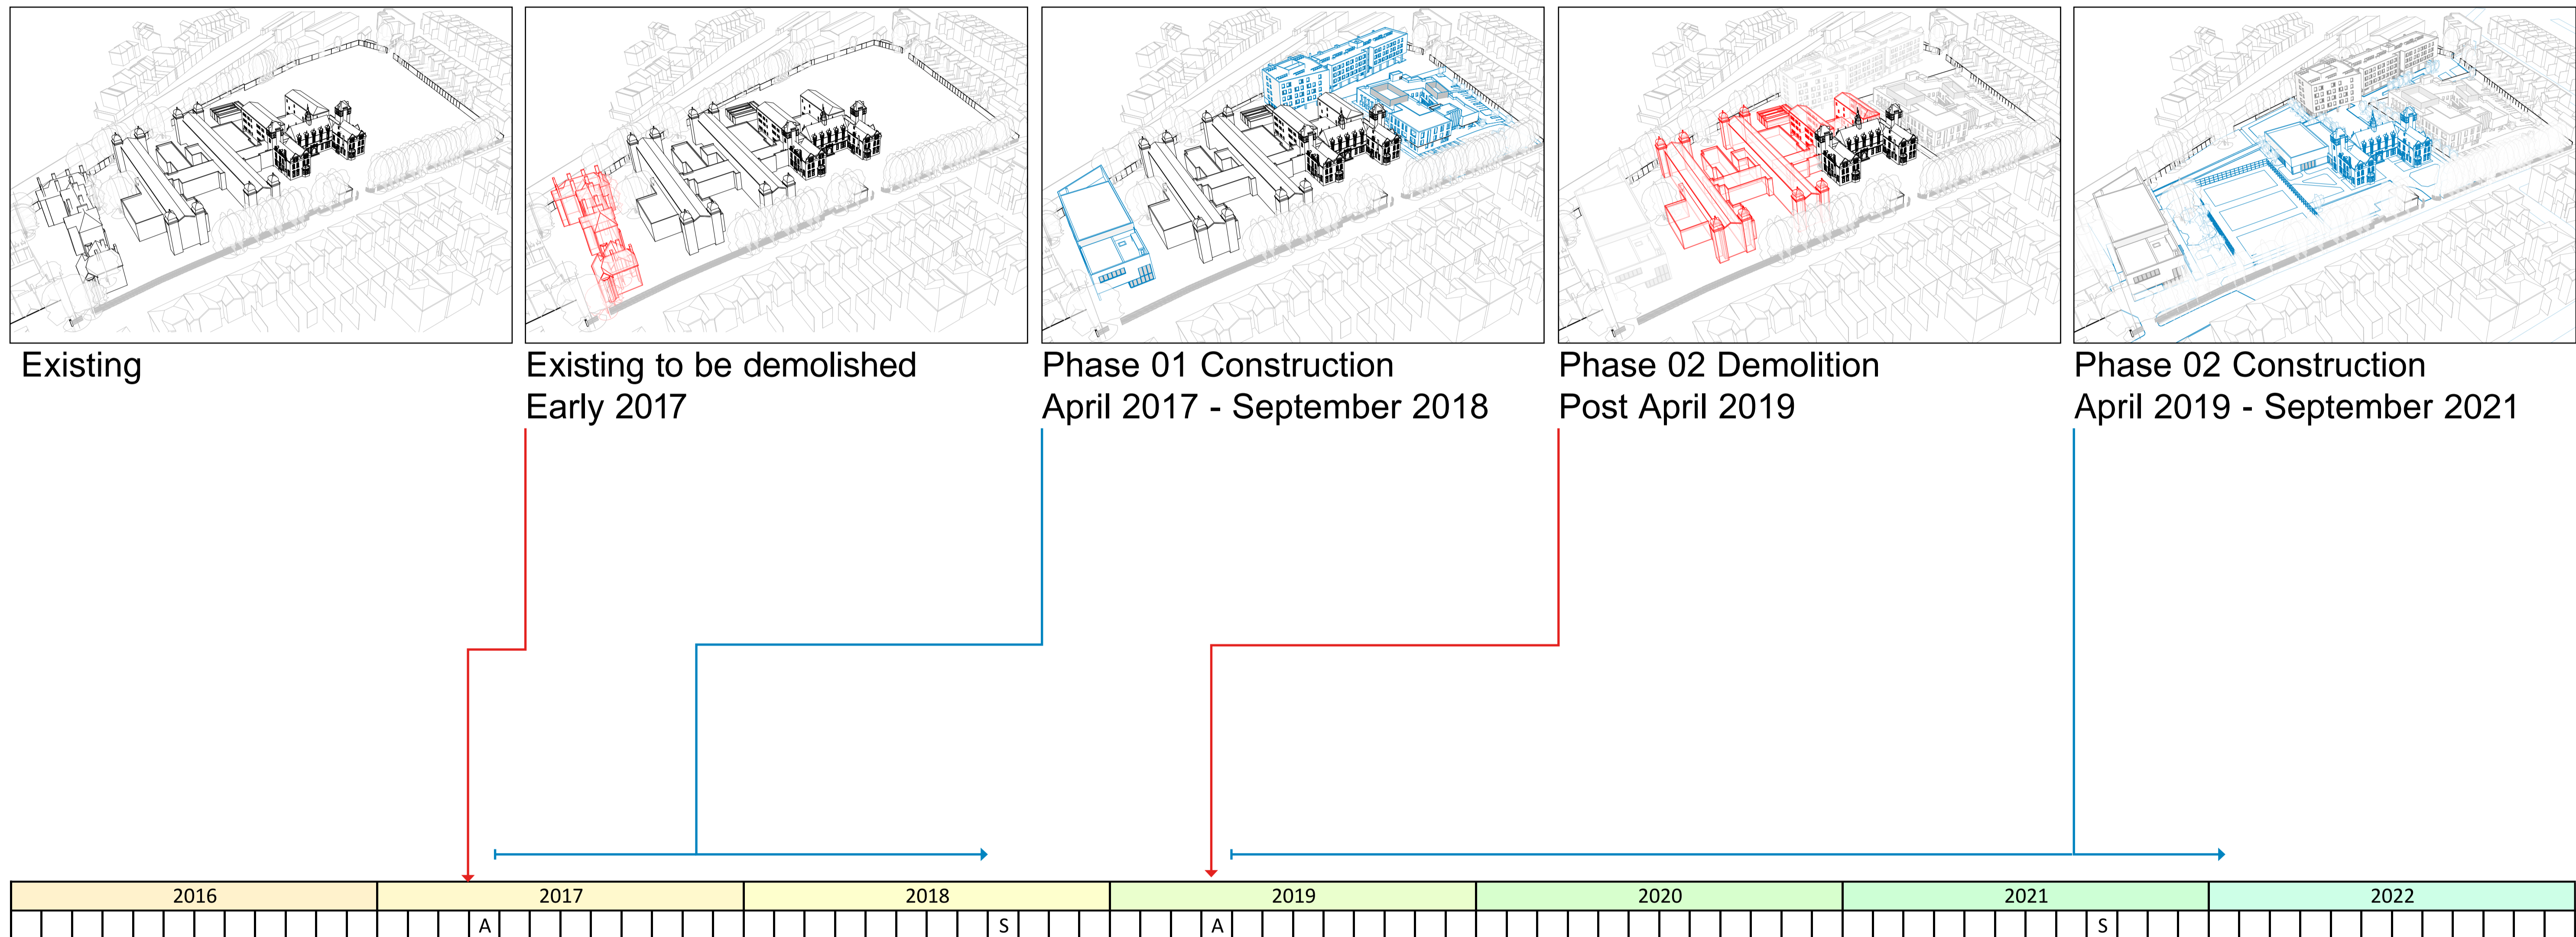 Existing
Existing to be demolished
Early 2017
Phase 01 Construction
April 2017 - September 2018
Phase 02 Demolition
Post April 2019
Phase 02 Construction
April 2019 - September 2021
2016 2017 2018 2019 2020 2021 2022
A S A S